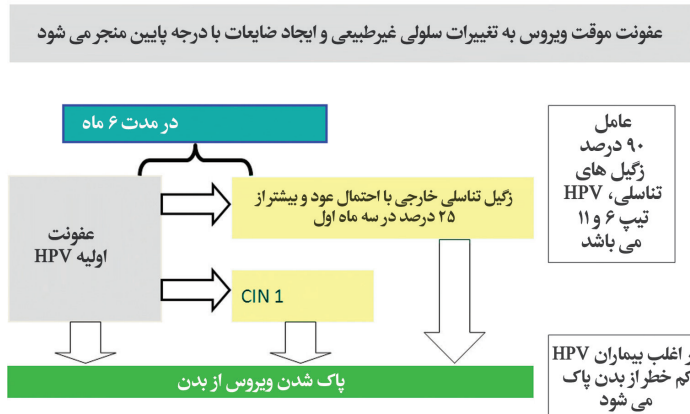 عفونت موقت ویروس به تغییرات سلولی غیرطبیعی و ایجاد ضایعات با درجه پایین منجر می شود
در مدت ۶ ماه
عامل
۹۰ درصد
زگیل های
تناسلی، HPV
تیپ ۶ و ۱۱
می باشد
زگیل تناسلی خارجی با احتمال عود و بیشتر از
۲۵ درصد در سه ماه اول
عفونت
اولیه HPV
CIN 1
پاک شدن ویروس از بدن
ر اغلب بیماران HPV
کم خطر از بدن پاک
می شود